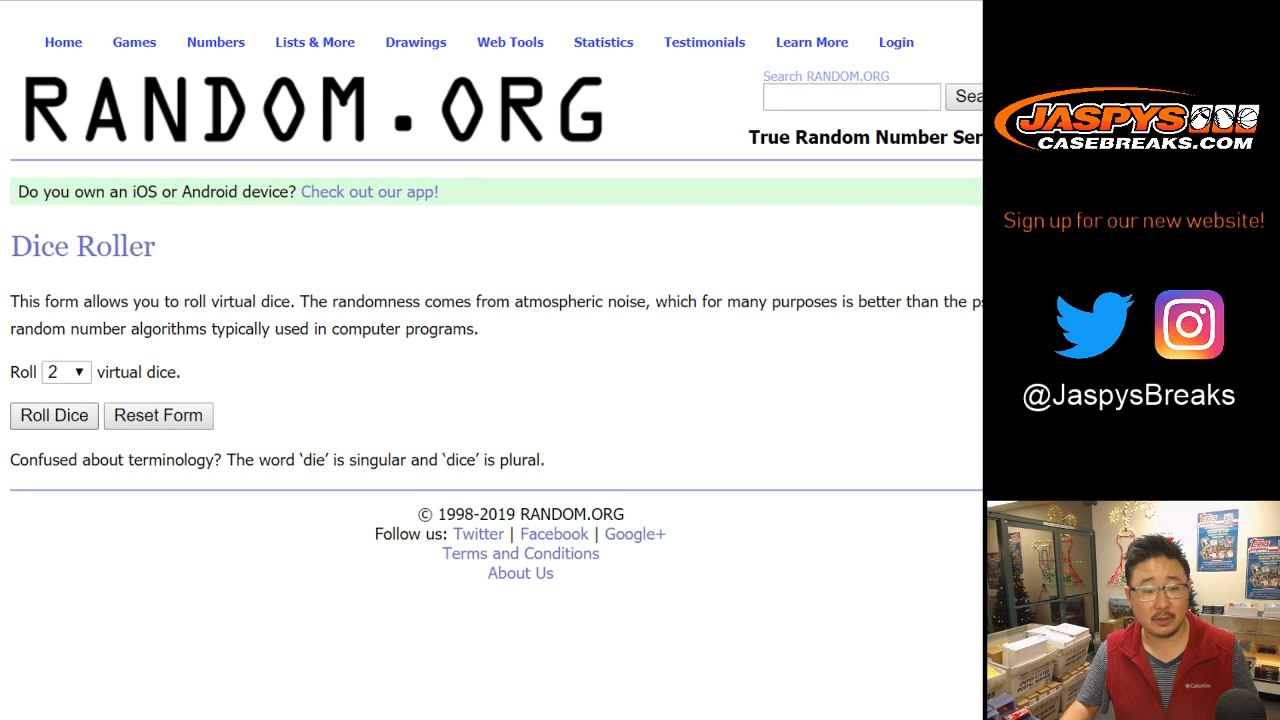 Home Games Numbers Lists & More Drawings Web Tools Statistics Testimonials Learn More Login
RANDOM.ORG
Search RANDOM.ORG
Sea
True Random Number Ser
Do you own an iOS or Android device? Check out our app!
Dice Roller
This form allows you to roll virtual dice. The randomness comes from atmospheric noise, which for many purposes is better than the ps
random number algorithms typically used in computer programs.
Roll 2 virtual dice.
Roll Dice Reset Form
Confused about terminology? The word ‘die’ is singular and ‘dice’ is plural.
© 1998-2019 RANDOM.ORG
Follow us: Twitter | Facebook | Google+
Terms and Conditions
About Us
JASPYS
CASEBREAKS.COM
Sign up for our new website!
@JaspysBreaks
topps
topps
Columbia